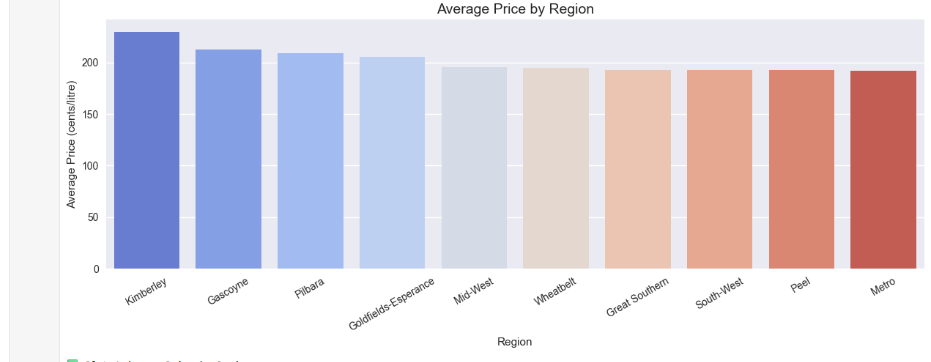 Average Price by Region
Average Price (cents/litre)
200
150
100
50
0
Kimberley
Gascoyne
Pilbara
Goldfields-Esperance
Mid-West
Wheatbelt
Great Southern
South-West
Peel
Metro
Region